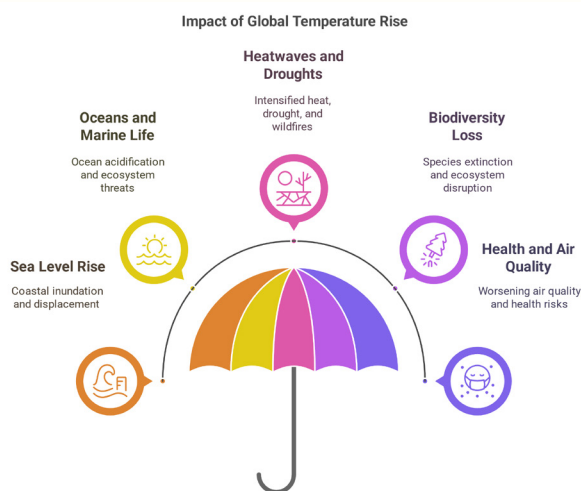 Impact of Global Temperature Rise
Heatwaves and
Droughts
Intensified heat,
drought, and
wildfires
Oceans and
Marine Life
Ocean acidification
and ecosystem
threats
Biodiversity
Loss
Species extinction
and ecosystem
disruption
Sea Level Rise
Coastal inundation
and displacement
Health and Air
Quality
Worsening air quality
and health risks